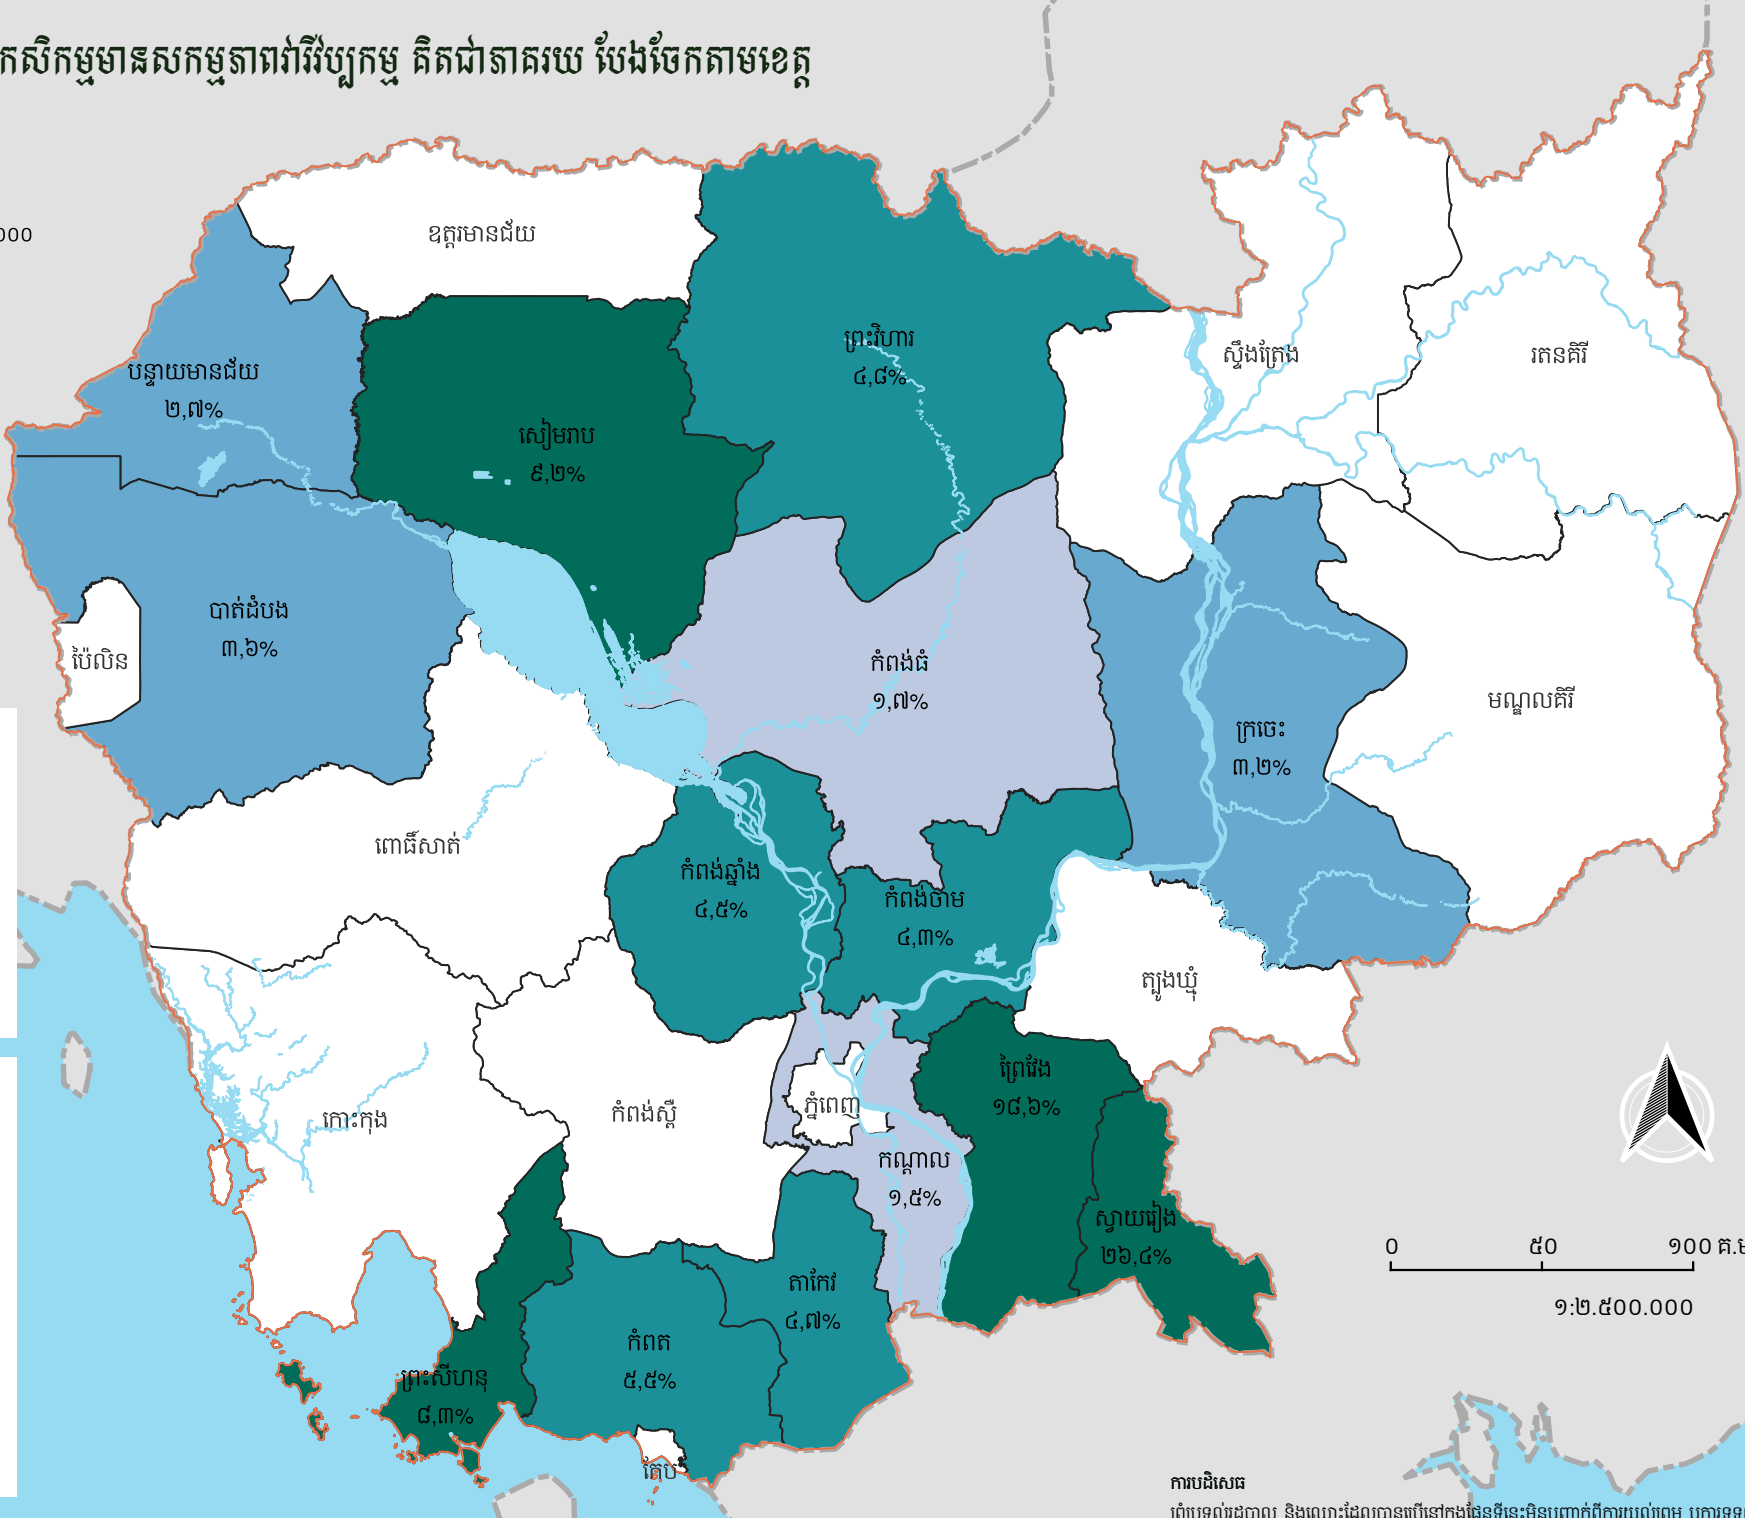 កសិកម្មមានសកម្មភាពវារីវប្បកម្ម គិតជាភាគរយ បែងចែកតាមខេត្ត
000
ឧត្តរមានជ័យ
ព្រះវិហារ
៤,៨%
ស្ទឹងត្រែង
រតនគិរី
បន្ទាយមានជ័យ
២,៧%
សៀមរាប
៩,២%
បាត់ដំបង
៣,៦%
ប៉ៃលិន
កំពង់ធំ
១,៧%
មណ្ឌលគិរី
ក្រចេះ
៣,២%
ពោធិ៍សាត់
កំពង់ឆ្នាំង
៤,៥%
កំពង់ចាម
៤,៣%
ត្បូងឃ្មុំ
ព្រៃវែង
១៨,៦%
កោះកុង
កំពង់ស្ពឺ
ភ្នំពេញ
កណ្តាល
១,៥%
ស្វាយរៀង
២៦,៤%
0 ៥0 ១00 គ.ម
១:២.៥00.000
តាកែវ
៤,៧%
កំពត
៥,៥%
ព្រះសីហនុ
៨,៣%
កែប
ការបដិសេធ